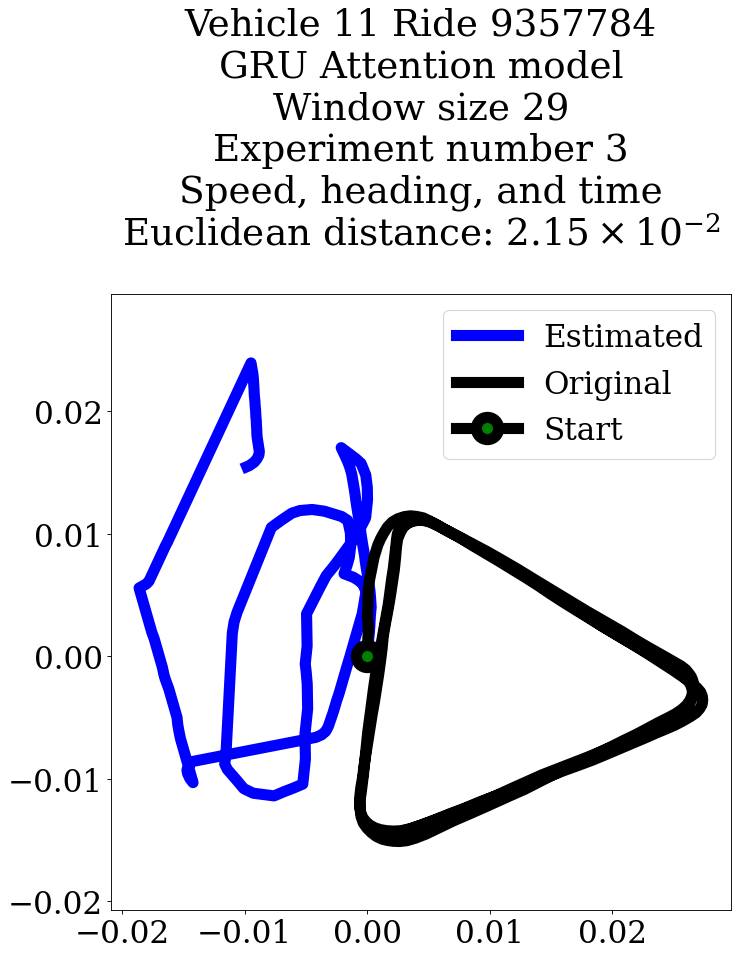 Vehicle 11 Ride 9357784
GRU Attention model
Window size 29
Experiment number 3
Speed, heading, and time
Euclidean distance: 2.15 × 10⁻²
Estimated
Original
Start
0.02
0.01
0.00
−0.01
−0.02
−0.02 −0.01 0.00 0.01 0.02